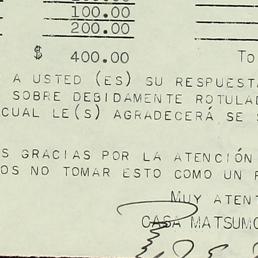 100.00
200.00
$ 400.00 To
A USTED (ES) SU RESPUEST
SOBRE DEBIDAMENTE ROTULAD
CUAL LE(S) AGRADECERÁ SE
S GRACIAS POR LA ATENCIÓN
OS NO TOMAR ESTO COMO UN
MUY ATENT
CASA MATSUMO